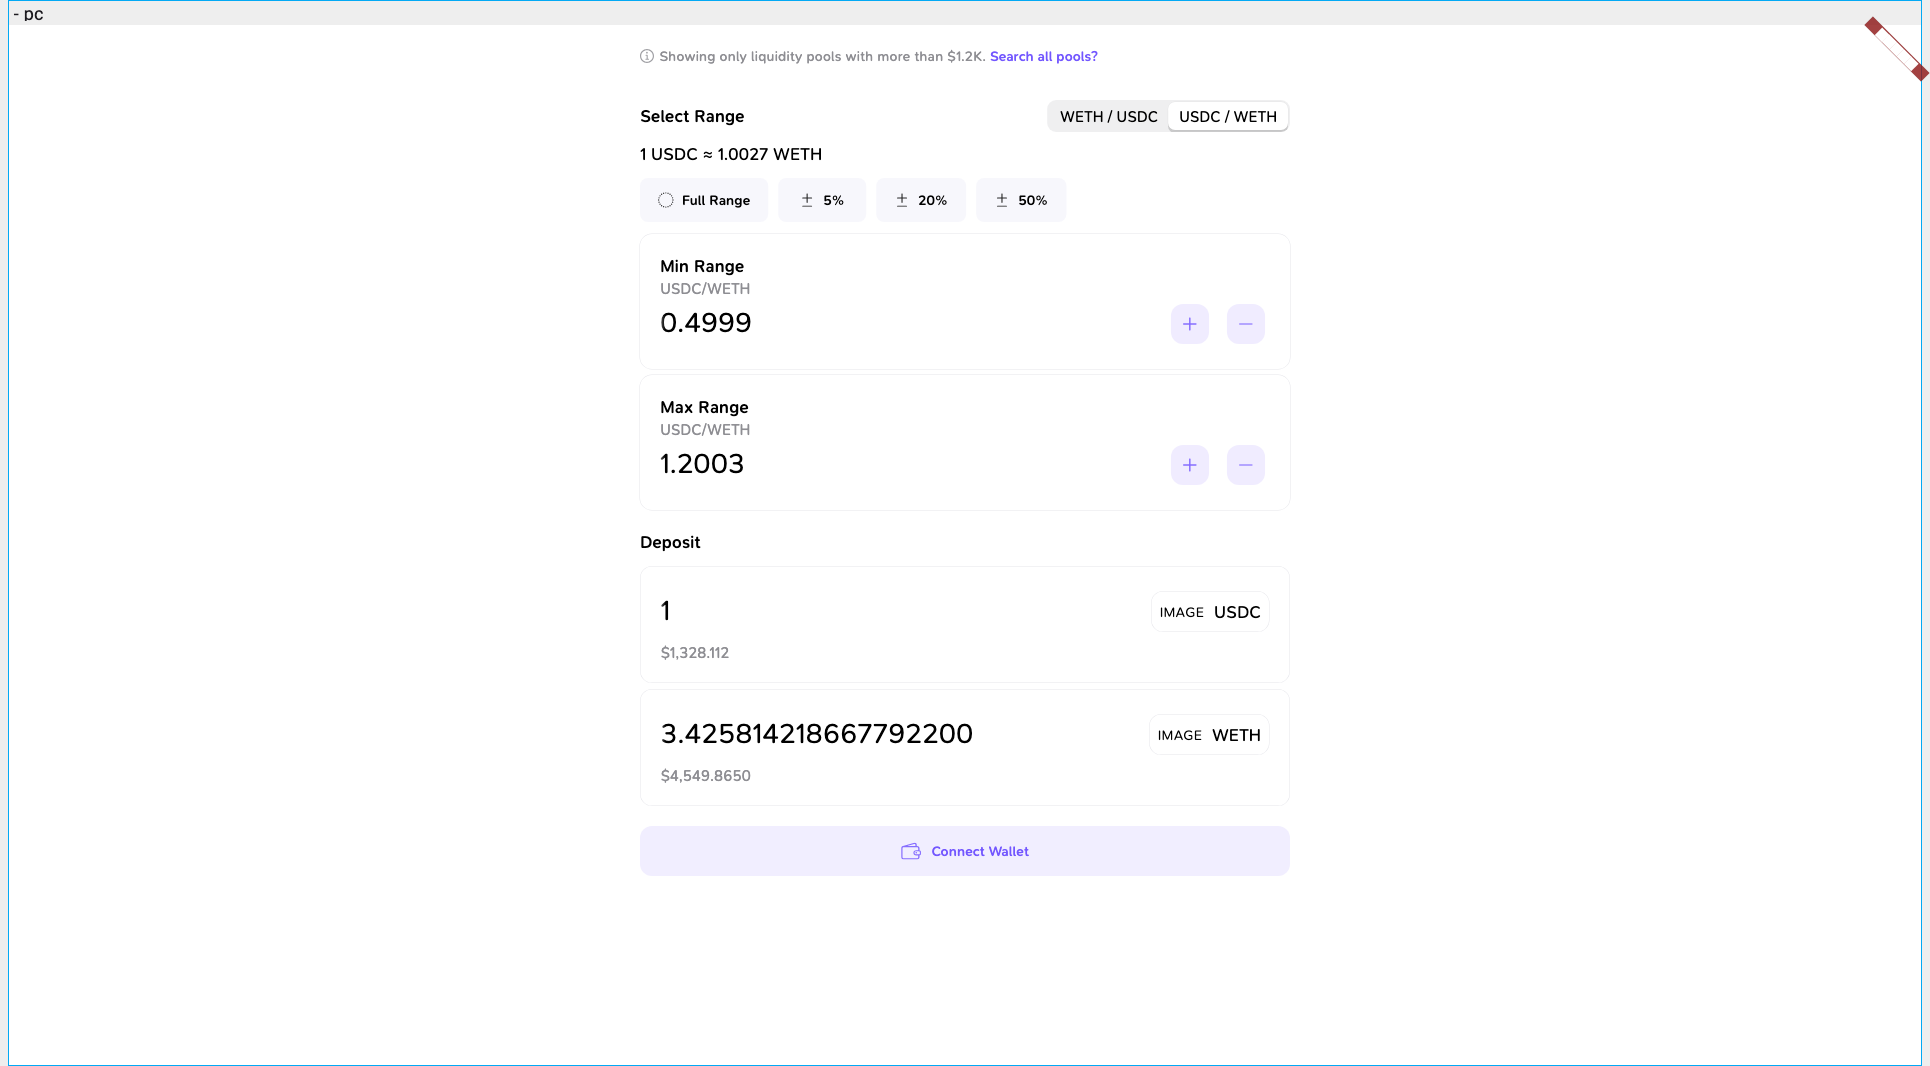 - pc
Showing only liquidity pools with more than $1.2K. Search all pools?
Select Range
WETH / USDC
USDC / WETH
1 USDC ≈ 1.0027 WETH
Full Range
± 5%
± 20%
± 50%
Min Range
USDC/WETH
0.4999
Max Range
USDC/WETH
1.2003
Deposit
1
IMAGE USDC
$1,328.112
3.425814218667792200
IMAGE WETH
$4,549.8650
Connect Wallet